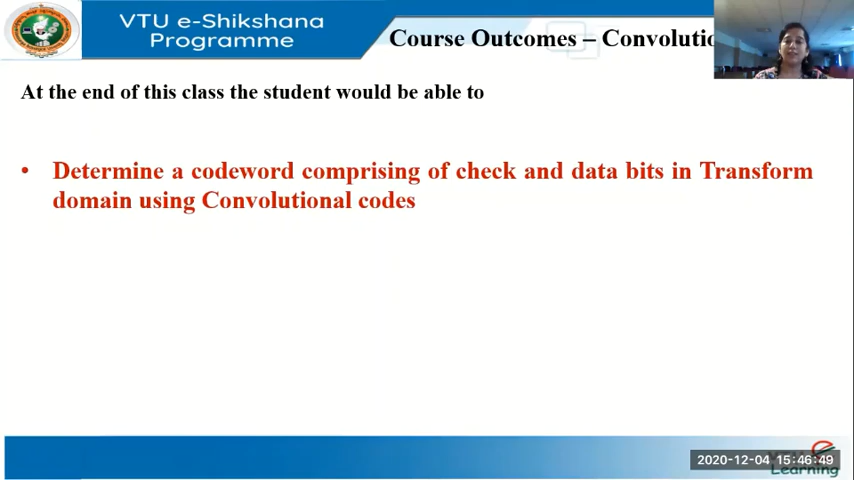 VTU e-Shikshana
Programme
Course Outcomes – Convolutio
At the end of this class the student would be able to
• Determine a codeword comprising of check and data bits in Transform
domain using Convolutional codes
2020-12-04 15:46:49
Learning